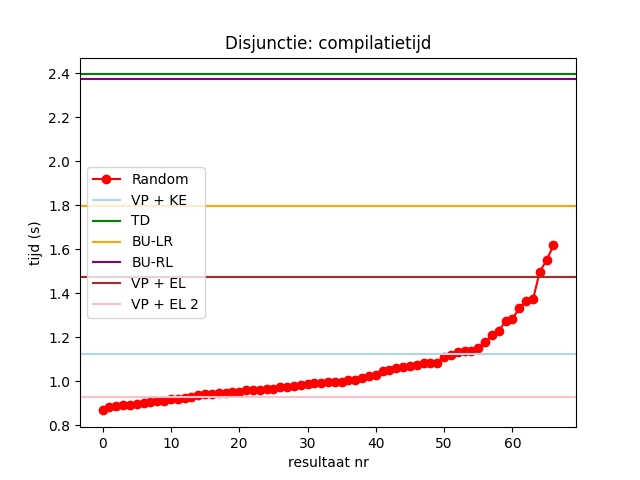 Disjunctie: compilatietijd
2.4
2.2
2.0
1.8
1.6
1.4
1.2
1.0
0.8
tijd (s)
Random
VP + KE
TD
BU-LR
BU-RL
VP + EL
VP + EL 2
0 10 20 30 40 50 60
resultaat nr